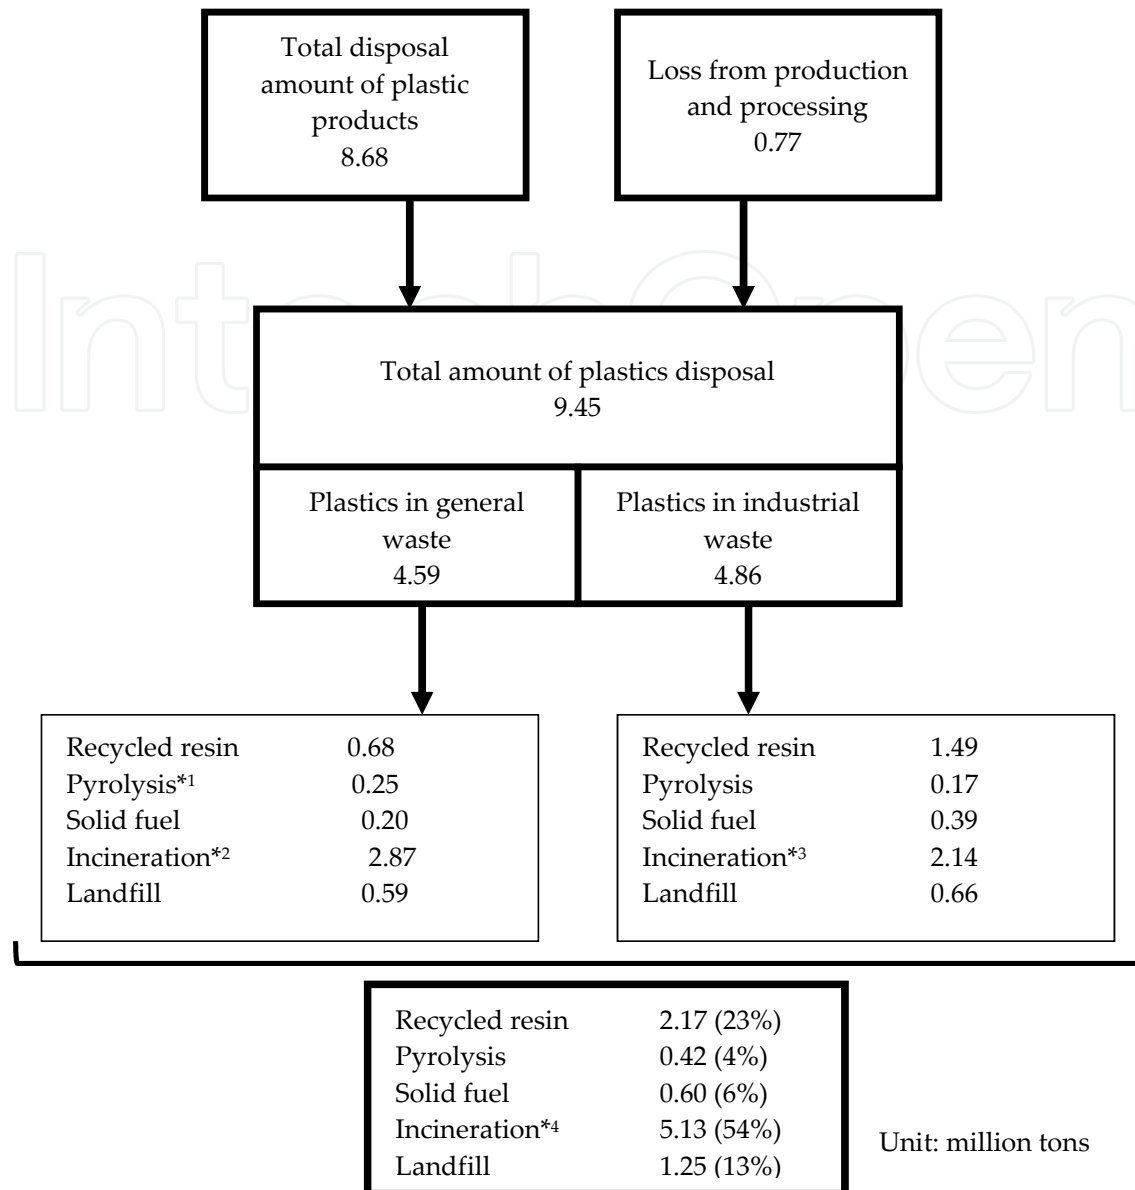 Total disposal
amount of plastic
products
8.68
Loss from production
and processing
0.77
IntechOpen
Total amount of plastics disposal
9.45
Plastics in general
waste
4.59
Plastics in industrial
waste
4.86
Recycled resin 0.68
Pyrolysis*1 0.25
Solid fuel 0.20
Incineration*2 2.87
Landfill 0.59
Recycled resin 1.49
Pyrolysis 0.17
Solid fuel 0.39
Incineration*3 2.14
Landfill 0.66
Recycled resin 2.17 (23%)
Pyrolysis 0.42 (4%)
Solid fuel 0.60 (6%)
Incineration*4 5.13 (54%)
Landfill 1.25 (13%)
Unit: million tons